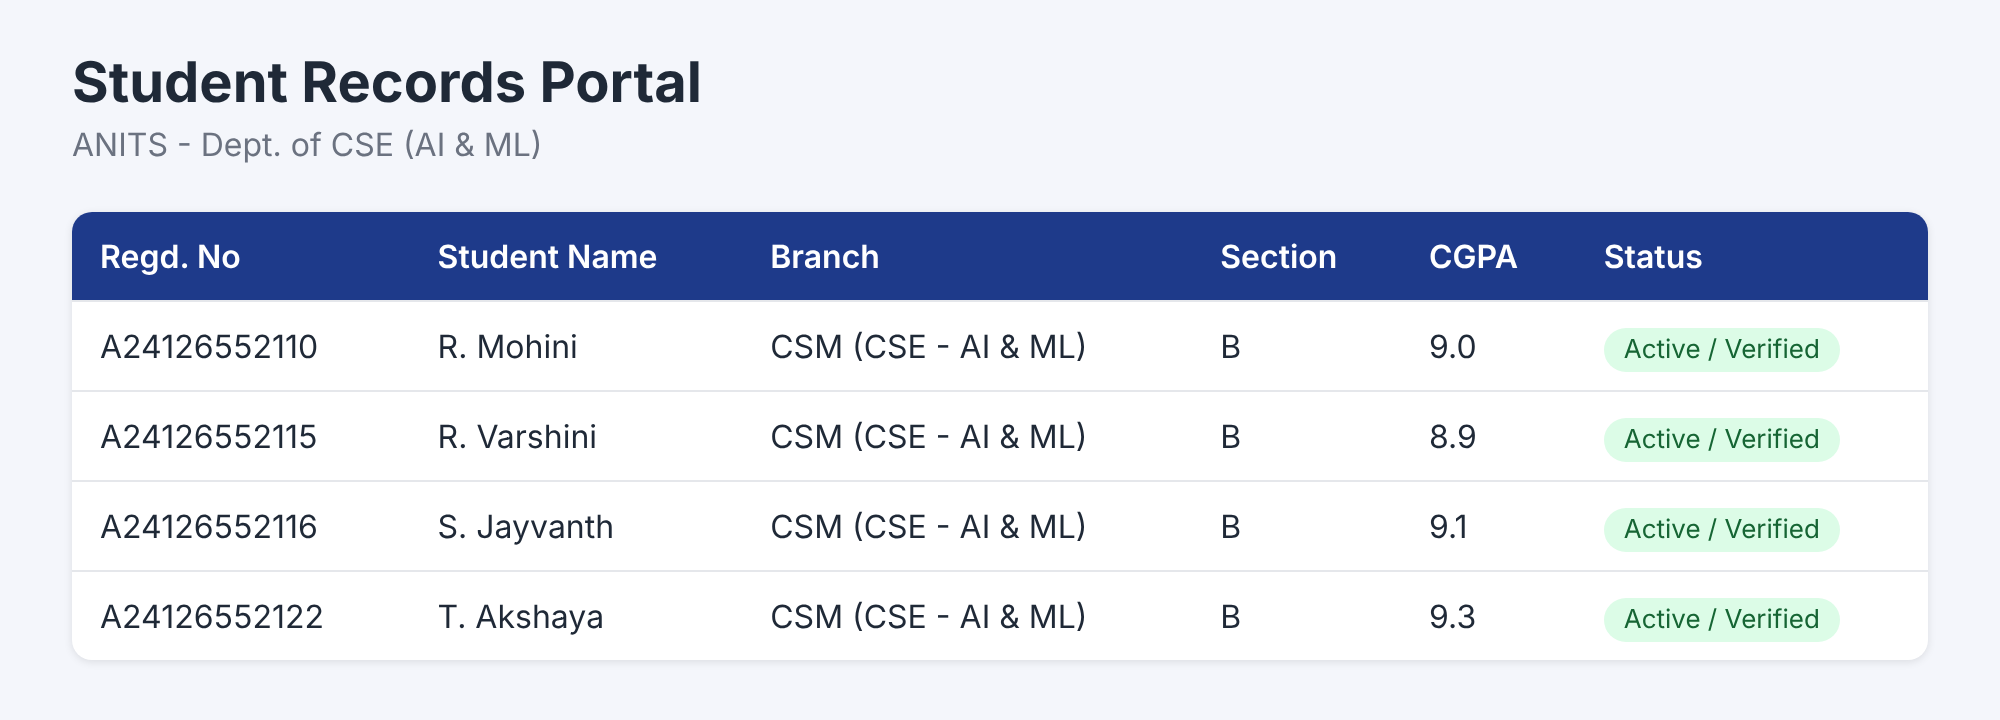 Student Records Portal
ANITS - Dept. of CSE (AI & ML)
Regd. No Student Name Branch Section CGPA Status
A24126552110 R. Mohini CSM (CSE - AI & ML) B 9.0 Active / Verified
A24126552115 R. Varshini CSM (CSE - AI & ML) B 8.9 Active / Verified
A24126552116 S. Jayvanth CSM (CSE - AI & ML) B 9.1 Active / Verified
A24126552122 T. Akshaya CSM (CSE - AI & ML) B 9.3 Active / Verified